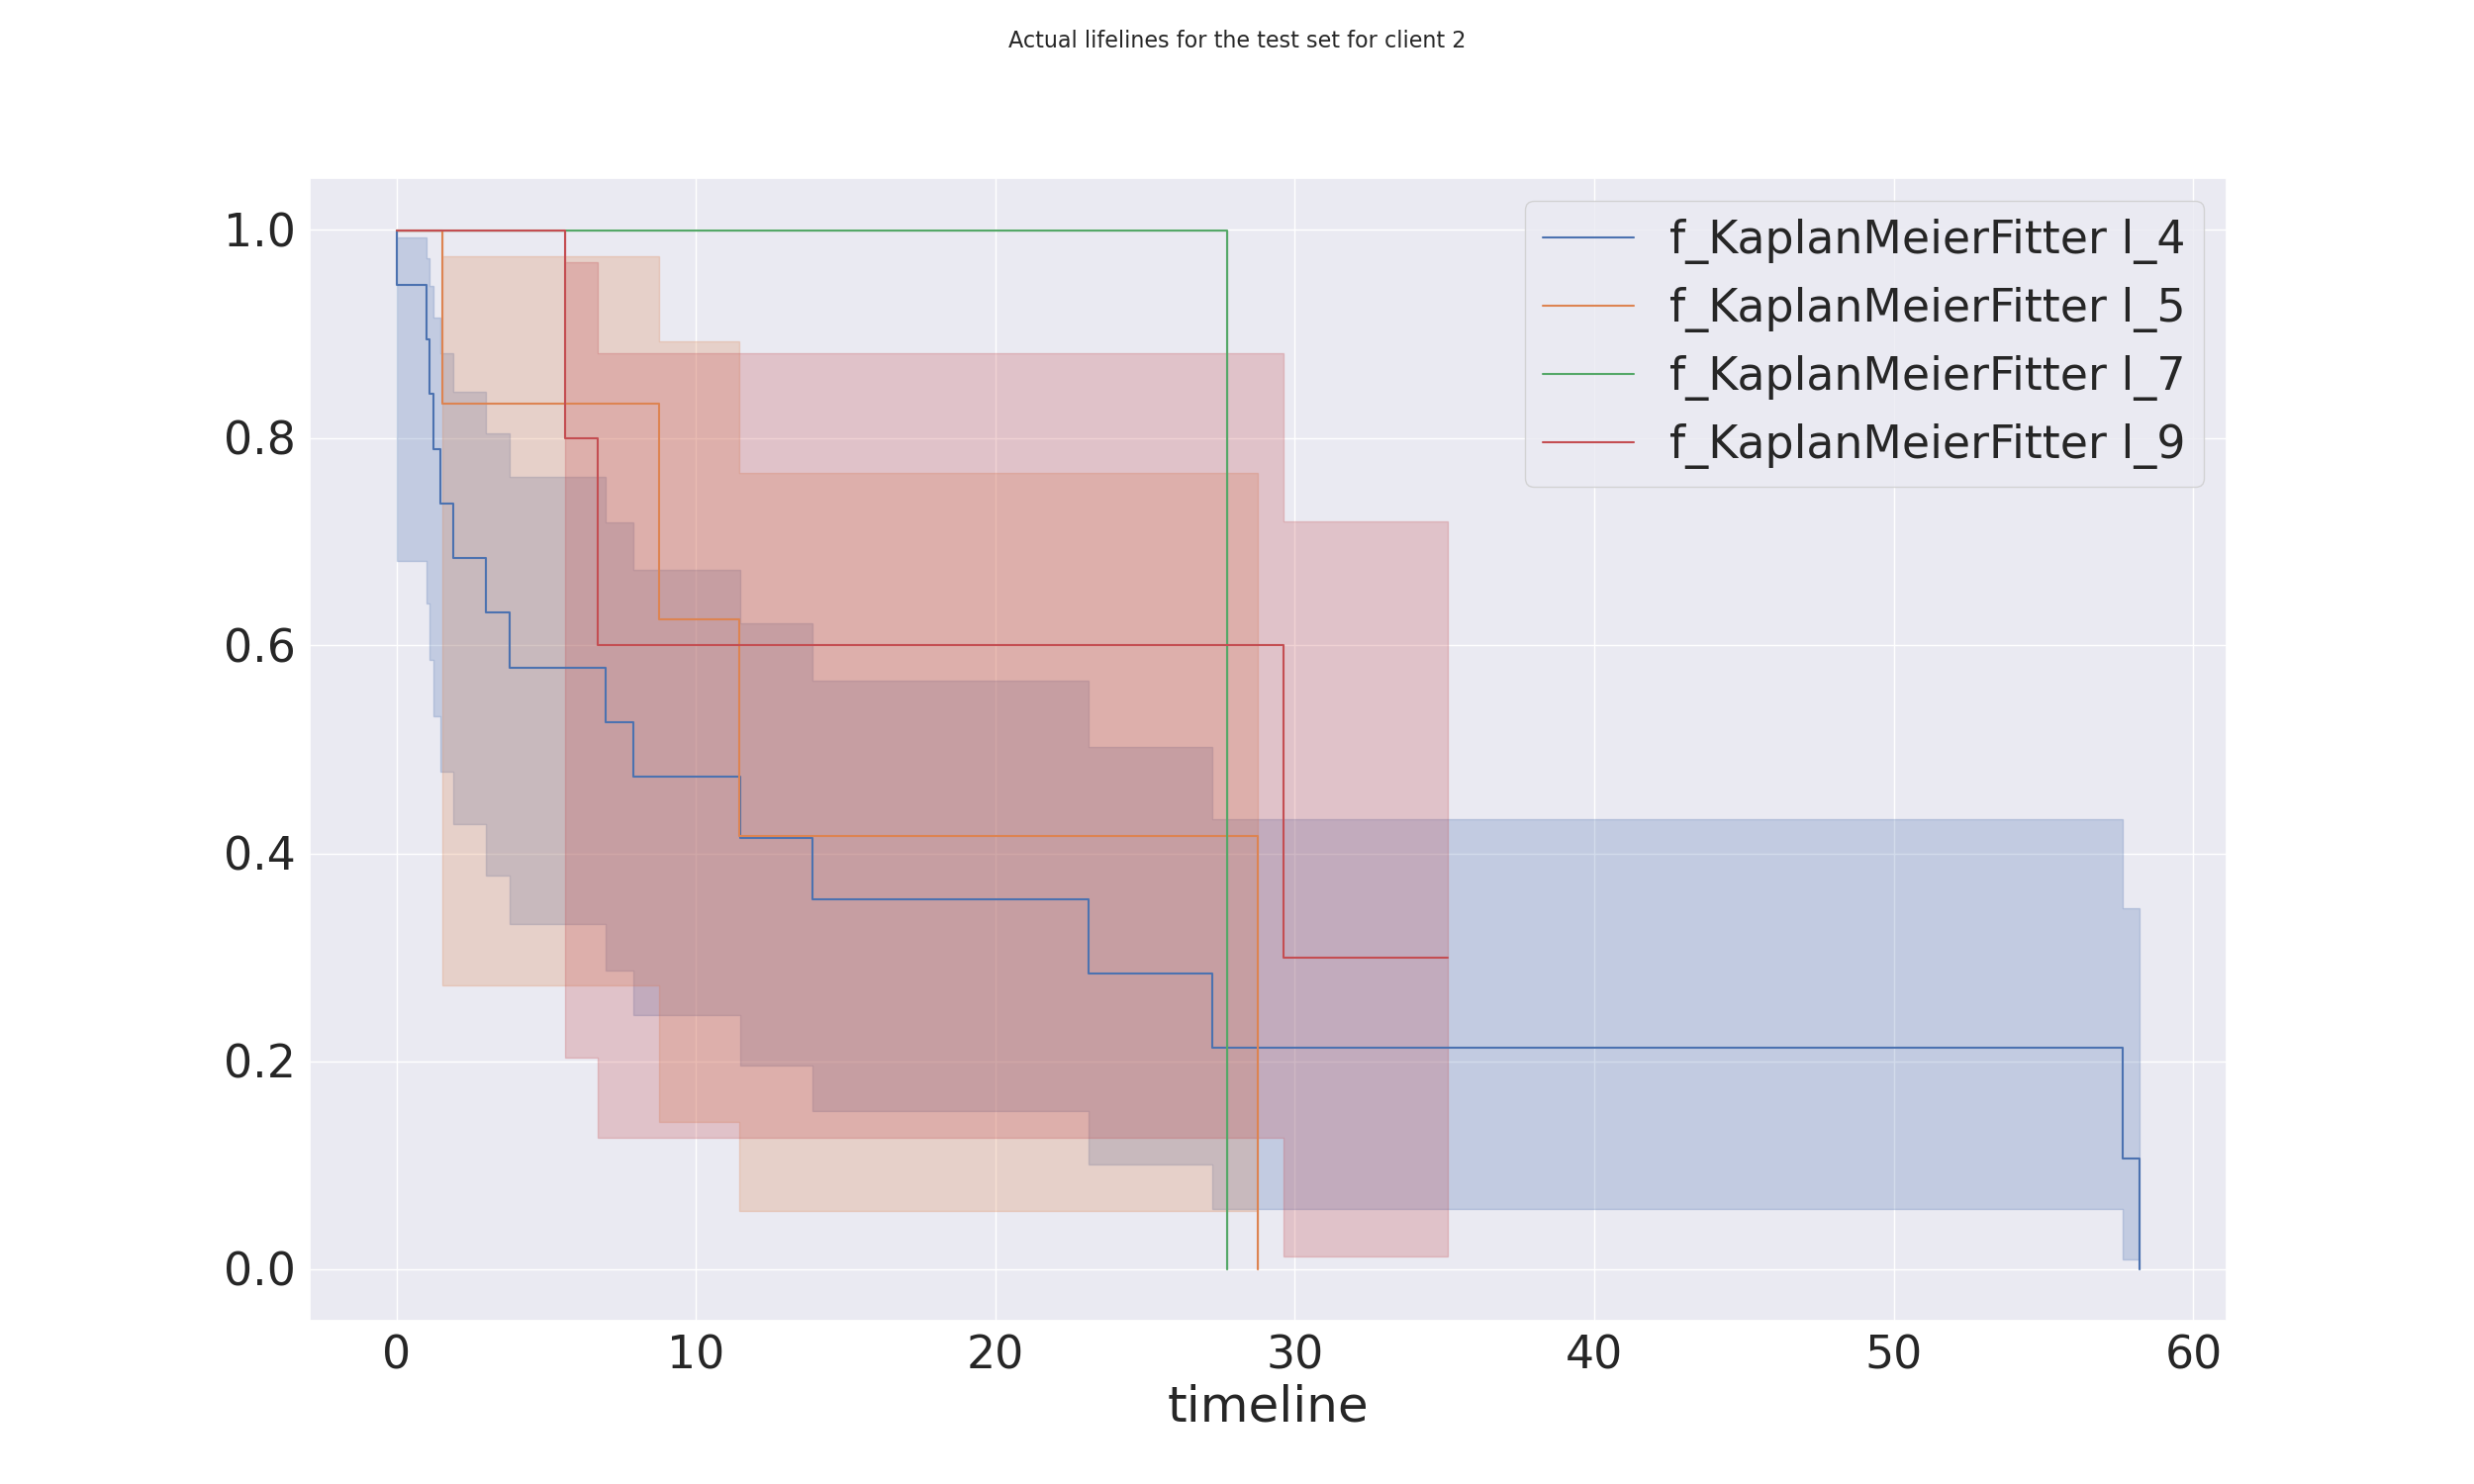 Actual lifelines for the test set for client 2
1.0
0.8
0.6
0.4
0.2
0.0
f_KaplanMeierFitter l_4
f_KaplanMeierFitter l_5
f_KaplanMeierFitter l_7
f_KaplanMeierFitter l_9
0 10 20 30 40 50 60
timeline